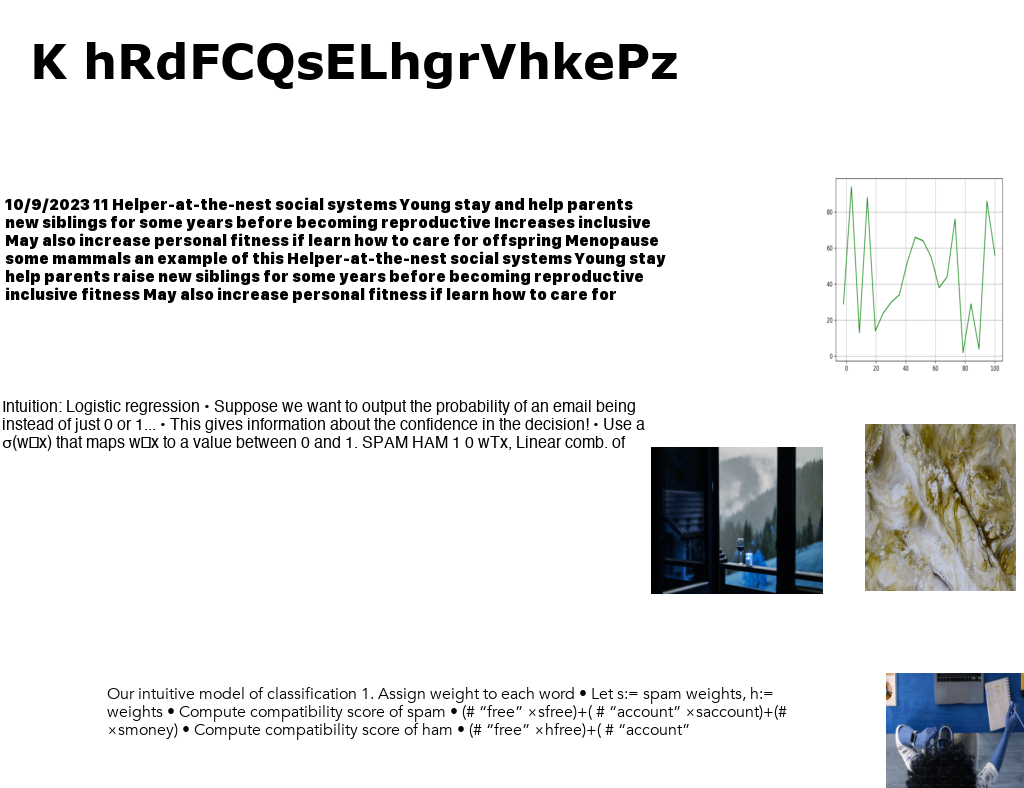 K hRdFCQsELhgrVhkePz
10/9/2023 11 Helper-at-the-nest social systems Young stay and help parents
new siblings for some years before becoming reproductive Increases inclusive
May also increase personal fitness if learn how to care for offspring Menopause
some mammals an example of this Helper-at-the-nest social systems Young stay
help parents raise new siblings for some years before becoming reproductive
inclusive fitness May also increase personal fitness if learn how to care for
80
60
40
20
0
0 20 40 60 80 100
Intuition: Logistic regression • Suppose we want to output the probability of an email being
instead of just 0 or 1... • This gives information about the confidence in the decision! • Use a
σ(w□x) that maps w□x to a value between 0 and 1. SPAM HAM 1 0 wTx, Linear comb. of
Our intuitive model of classification 1. Assign weight to each word • Let s:= spam weights, h:=
weights • Compute compatibility score of spam • (# “free” ×sfree)+( # “account” ×saccount)+(#
×smoney) • Compute compatibility score of ham • (# “free” ×hfree)+( # “account”